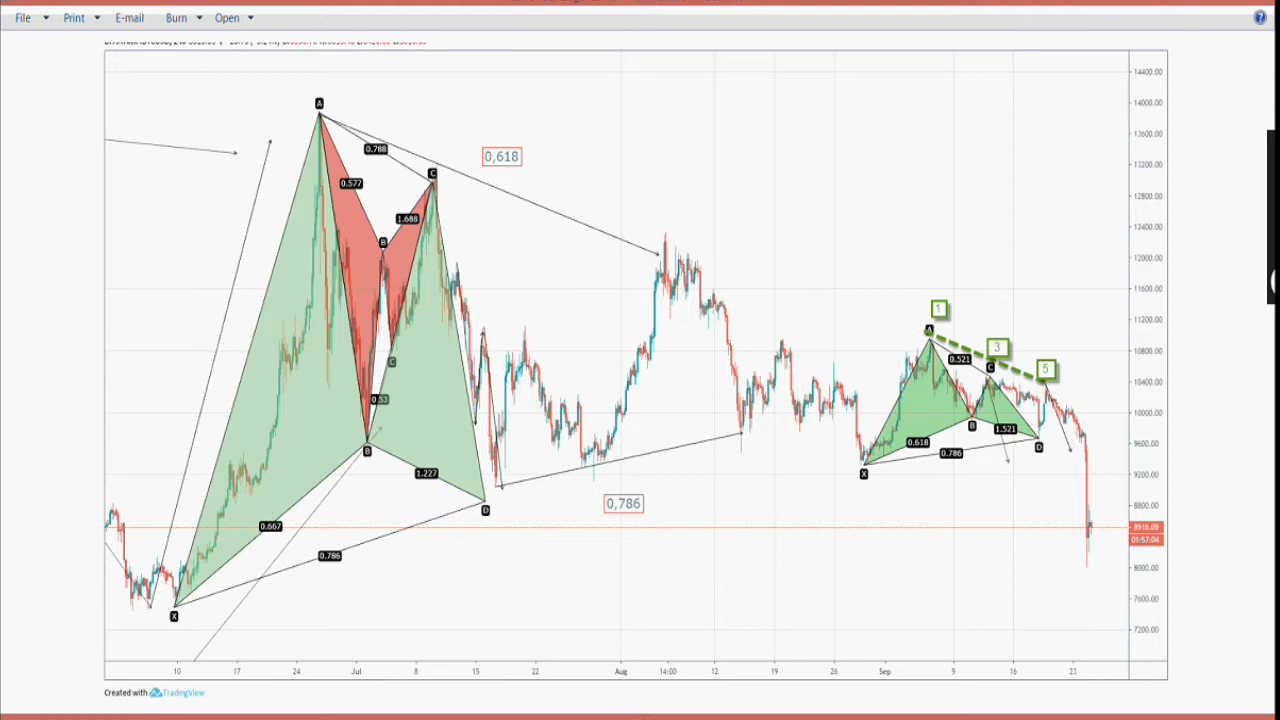 File Print E-mail Burn Open
14400.00
A
14000.00
13600.00
0.788
0,618
13200.00
C
0.577
12800.00
1.688
12400.00
B
12000.00
11600.00
1
11200.00
A
3
10800.00
C
0.521
C
5
10400.00
0.53
10000.00
B
1.521
0.618
B
D
9600.00
0.786
X
1.227
9200.00
0,786
D
8800.00
0.667
8516.09
01:57:04
0.786
8000.00
7600.00
X
7200.00
10 17 24 Jul 8 15 22 Aug 14:00 12 19 26 Sep 9 16 23
Created with TradingView